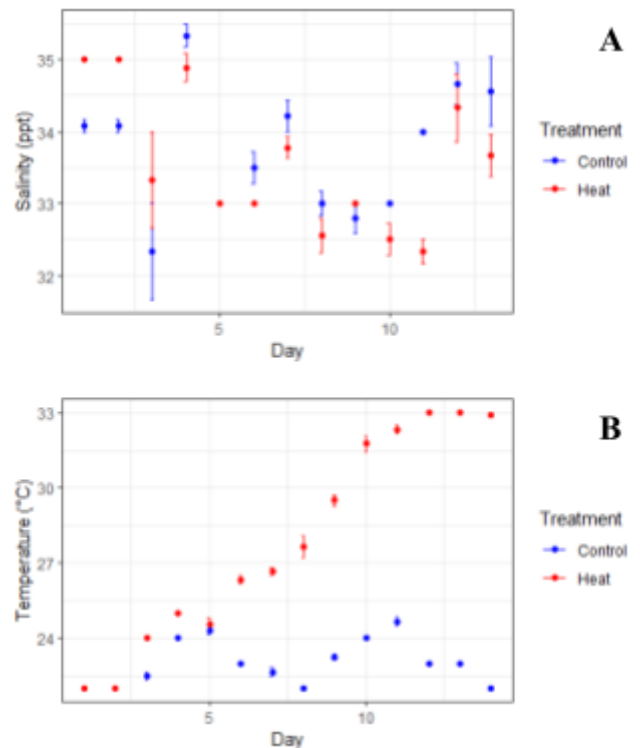 A
35
34
33
32
Salinity (ppt)
5
10
Day
Treatment
Control
Heat
B
33
30
27
24
Temperature (°C)
5
10
Day
Treatment
Control
Heat